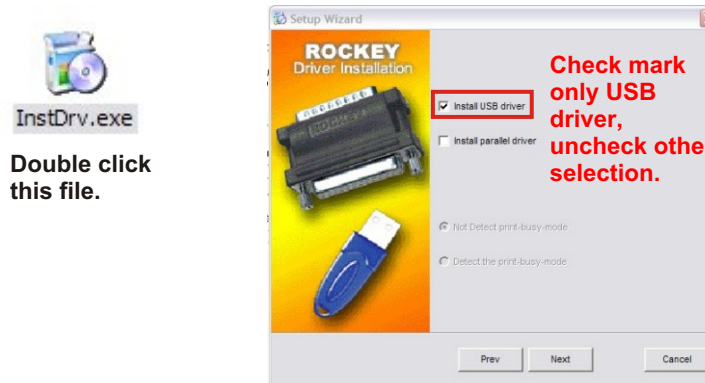 InstDrv.exe
Double click
this file.
Setup Wizard
ROCKEY
Driver Installation
ROCKEY
Install USB driver
Install parallel driver
Check mark
only USB
driver,
uncheck othe
selection.
Not Detect print-busy-mode
Detect the print-busy-mode
Prev
Next
Cancel